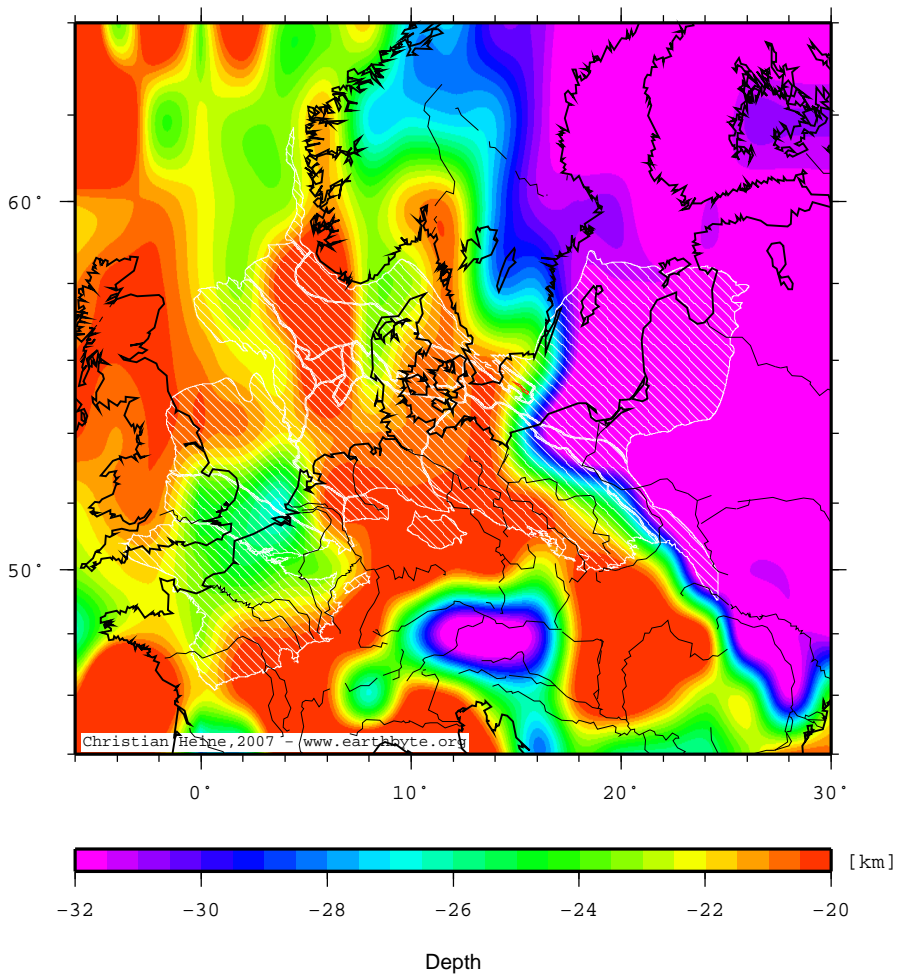 60°
50°
Christian Heine, 2007 - www.earthbyte.org
0° 10° 20° 30°
[km]
-32 -30 -28 -26 -24 -22 -20
Depth